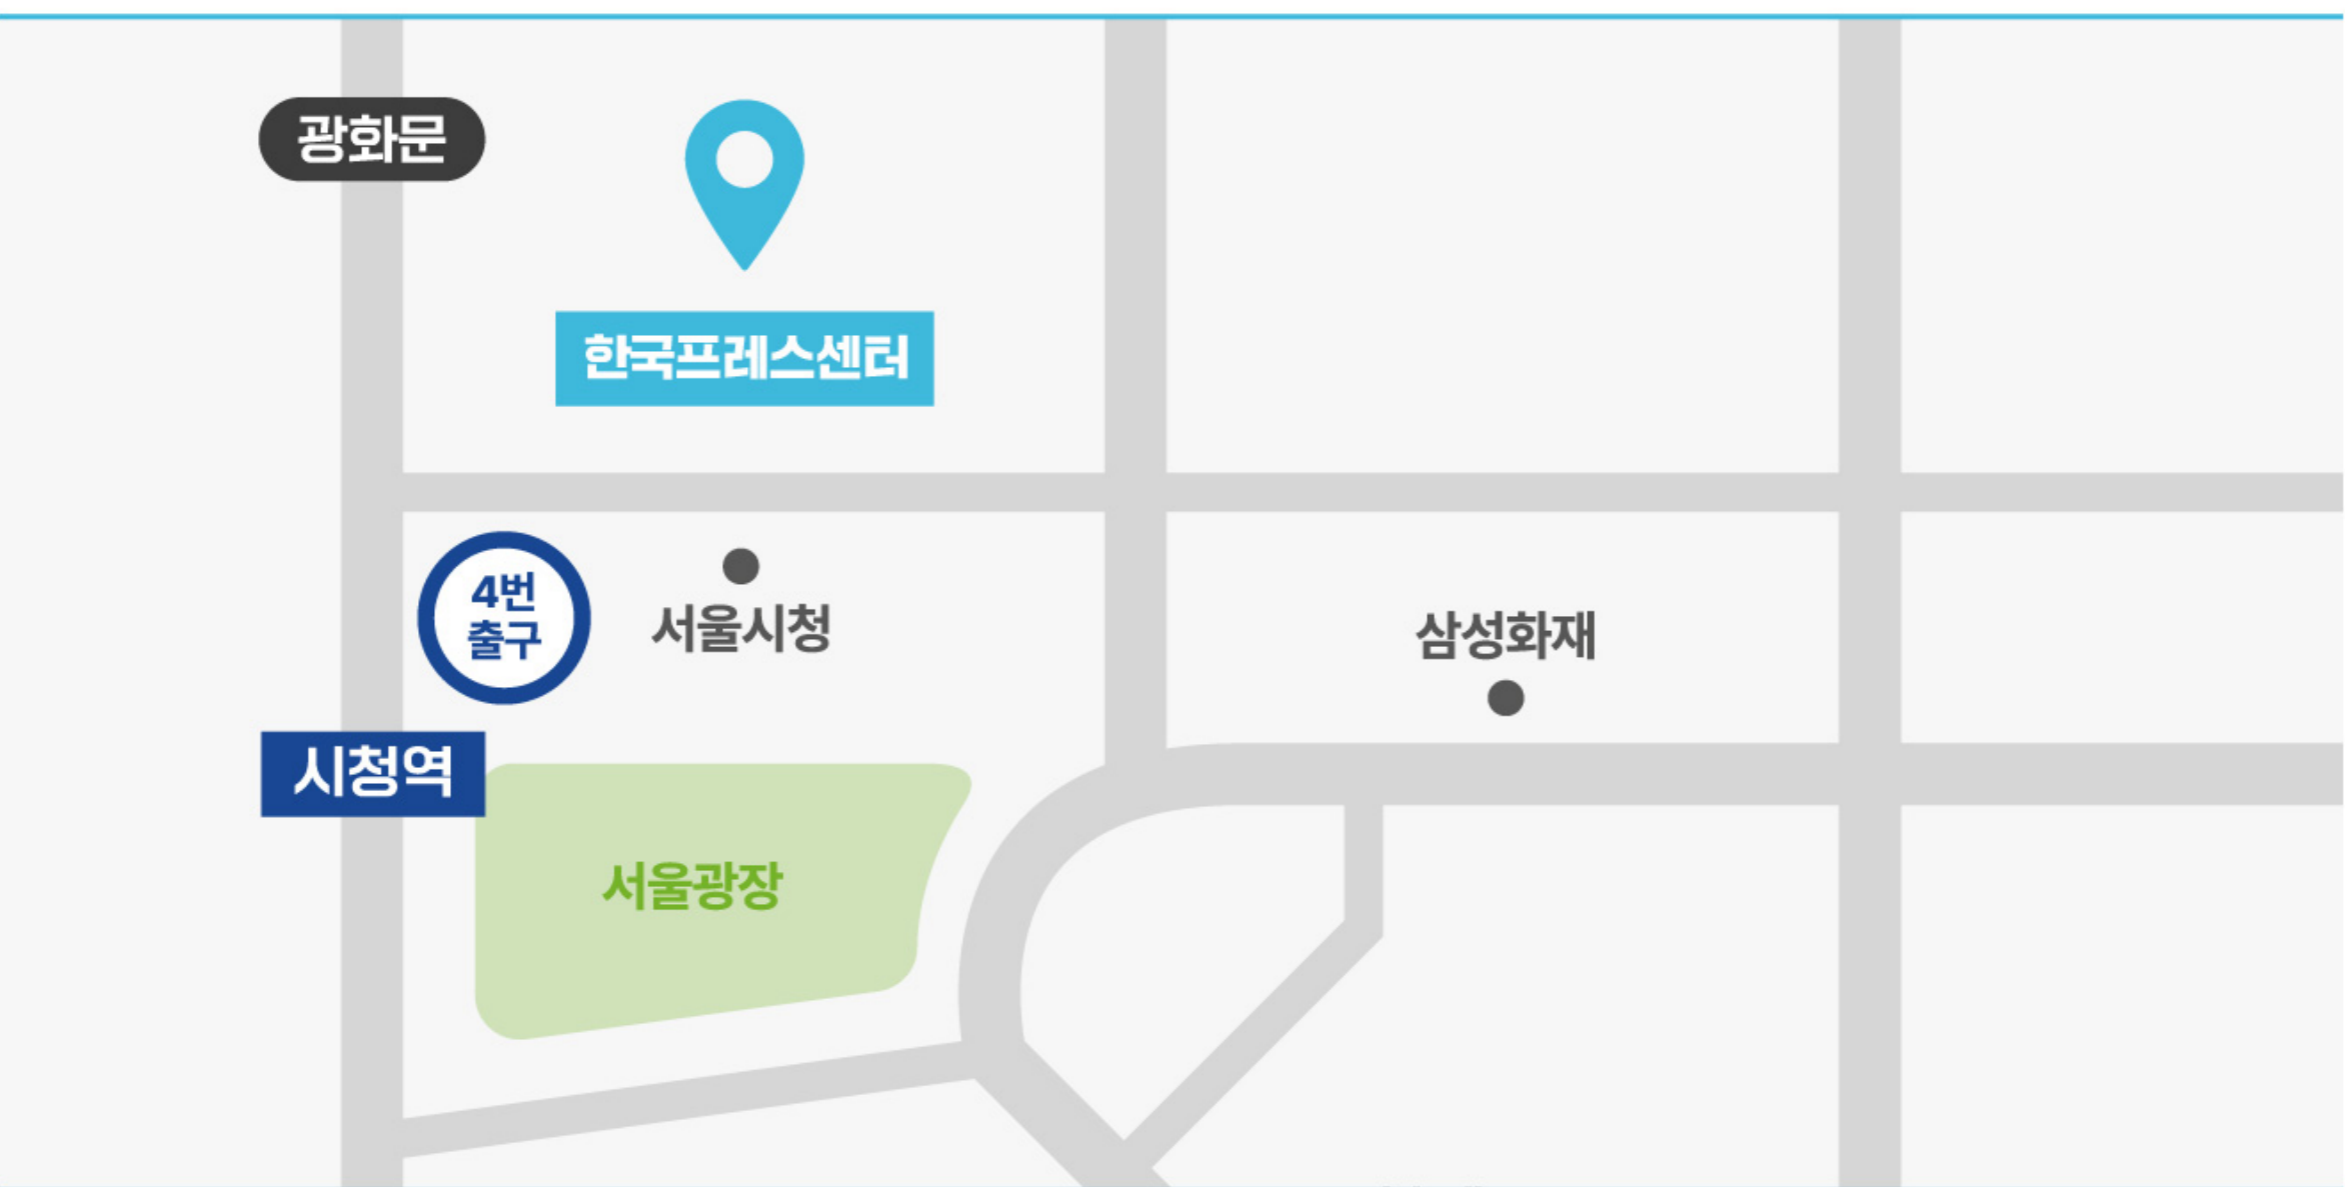 광화문
한국프레스센터
4번
출구
서울시청
삼성화재
시청역
서울광장